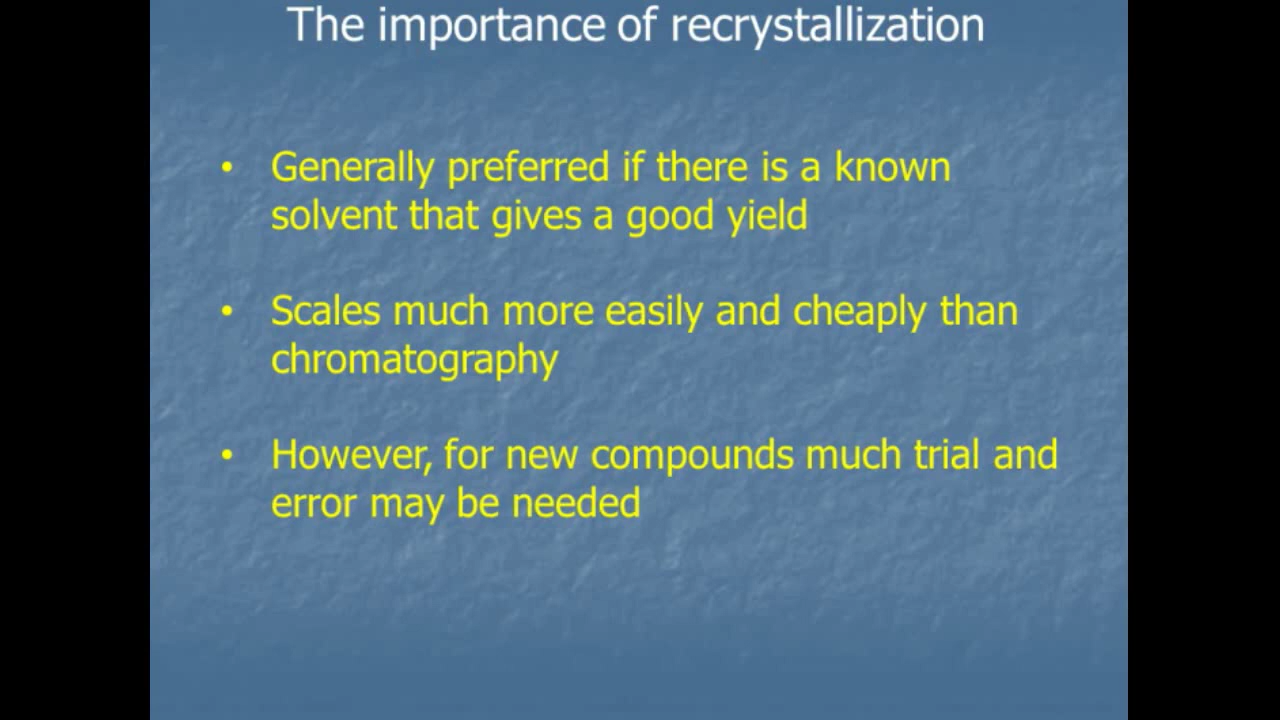 The importance of recrystallization
• Generally preferred if there is a known
solvent that gives a good yield
• Scales much more easily and cheaply than
chromatography
• However, for new compounds much trial and
error may be needed